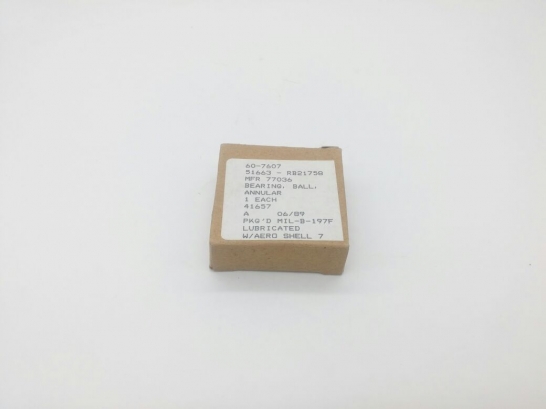 60-7607
51663 - RB21750
MFR 77036
BEARING, BALL,
ANNULAR
1 EACH
41657
A 06/89
PKG'D MIL-B-197F
LUBRICATED
W/AERO SHELL 7